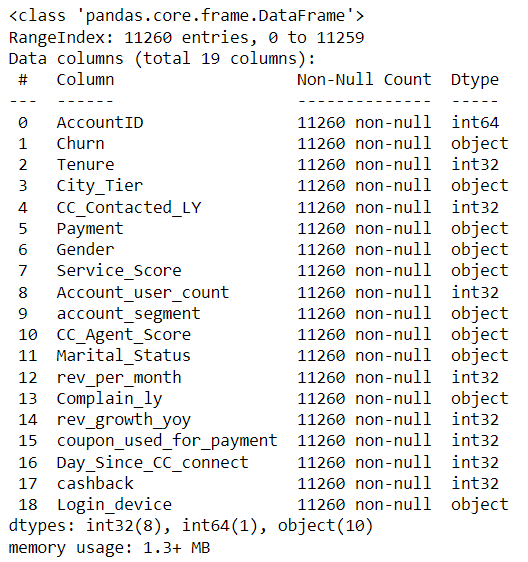 <class 'pandas.core.frame.DataFrame'>
RangeIndex: 11260 entries, 0 to 11259
Data columns (total 19 columns):
 #   Column                   Non-Null Count  Dtype
---  ------                   --------------  -----
 0   AccountID                11260 non-null  int64
 1   Churn                    11260 non-null  object
 2   Tenure                   11260 non-null  int32
 3   City_Tier                11260 non-null  object
 4   CC_Contacted_LY          11260 non-null  int32
 5   Payment                  11260 non-null  object
 6   Gender                   11260 non-null  object
 7   Service_Score            11260 non-null  object
 8   Account_user_count       11260 non-null  int32
 9   account_segment          11260 non-null  object
 10  CC_Agent_Score           11260 non-null  object
 11  Marital_Status           11260 non-null  object
 12  rev_per_month            11260 non-null  int32
 13  Complain_ly              11260 non-null  object
 14  rev_growth_yoy           11260 non-null  int32
 15  coupon_used_for_payment  11260 non-null  int32
 16  Day_Since_CC_connect     11260 non-null  int32
 17  cashback                 11260 non-null  int32
 18  Login_device             11260 non-null  object
dtypes: int32(8), int64(1), object(10)
memory usage: 1.3+ MB